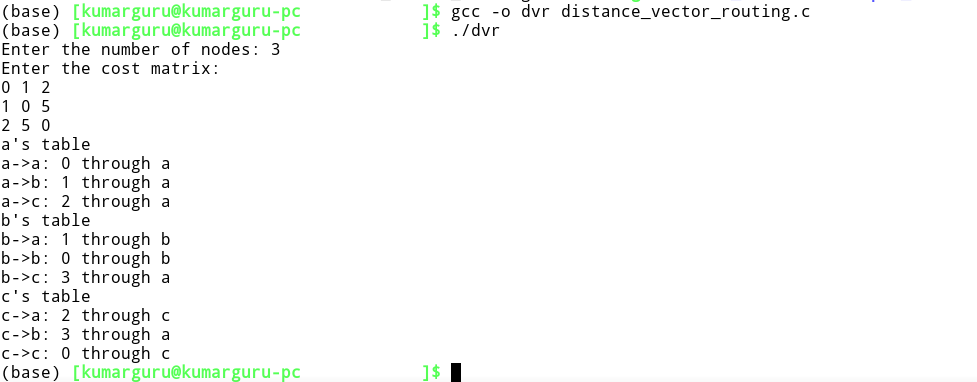 (base) [kumarguru@kumarguru-pc ]$ gcc -o dvr distance_vector_routing.c
(base) [kumarguru@kumarguru-pc ]$ ./dvr
Enter the number of nodes: 3
Enter the cost matrix:
0 1 2
1 0 5
2 5 0
a's table
a->a: 0 through a
a->b: 1 through a
a->c: 2 through a
b's table
b->a: 1 through b
b->b: 0 through b
b->c: 3 through a
c's table
c->a: 2 through c
c->b: 3 through a
c->c: 0 through c
(base) [kumarguru@kumarguru-pc ]$